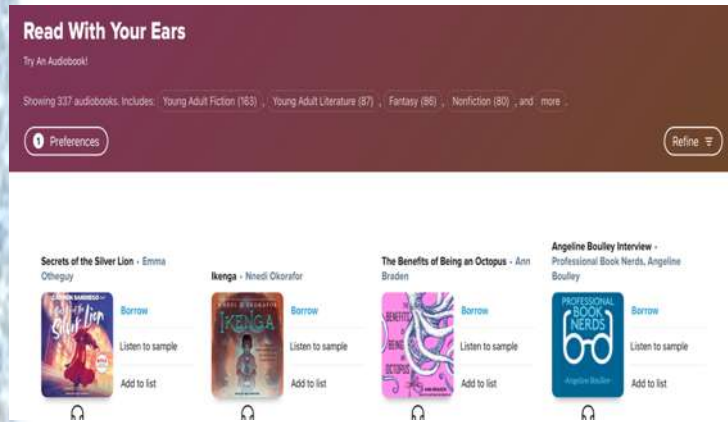 Read With Your Ears
Try An Audiobook!
Showing 337 audiobooks. Includes: Young Adult Fiction (163) , Young Adult Literature (87) , Fantasy (86) , Nonfiction (80) , and more .
1 Preferences
Refine
Secrets of the Silver Lion - Emma
Otheguy
Borrow
Listen to sample
Add to list
Ikenga - Nnedi Okorafor
IKENGA
Borrow
Listen to sample
Add to list
The Benefits of Being an Octopus - Ann
Braden
BENEFITS
BEING
OCTOPUS
Borrow
Listen to sample
Add to list
Angeline Boulley Interview -
Professional Book Nerds, Angeline
Boulley
PROFESSIONAL
BOOK
NERDS
Angeline Boulley
Borrow
Listen to sample
Add to list